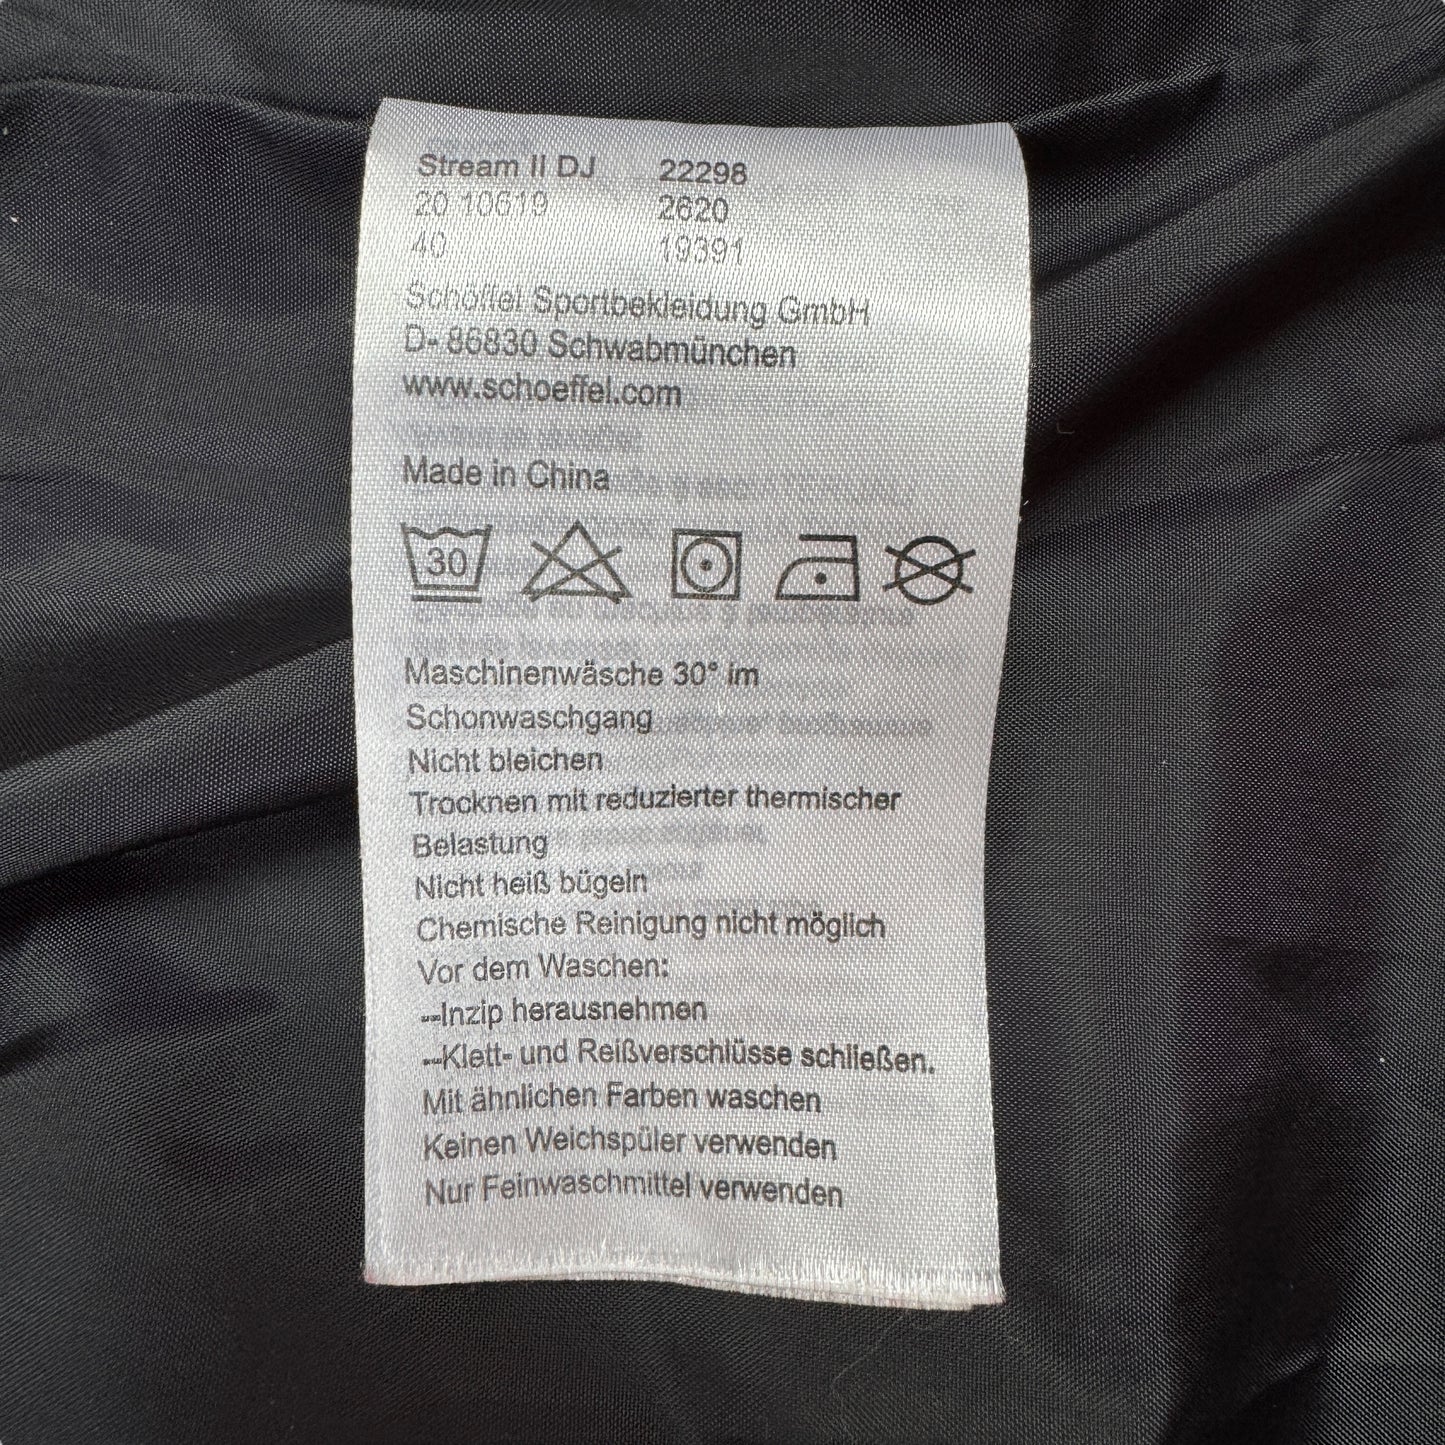 Stream II DJ 22298
20 10619 2620
40 19391
Schöffel Sportbekleidung GmbH
D- 86830 Schwabmünchen
www.schoeffel.com
Made in China
30
Maschinenwäsche 30° im
Schonwaschgang
Nicht bleichen
Trocknen mit reduzierter thermischer
Belastung
Nicht heiß bügeln
Chemische Reinigung nicht möglich
Vor dem Waschen:
--Inzip herausnehmen
--Klett- und Reißverschlüsse schließen.
Mit ähnlichen Farben waschen
Keinen Weichspüler verwenden
Nur Feinwaschmittel verwenden